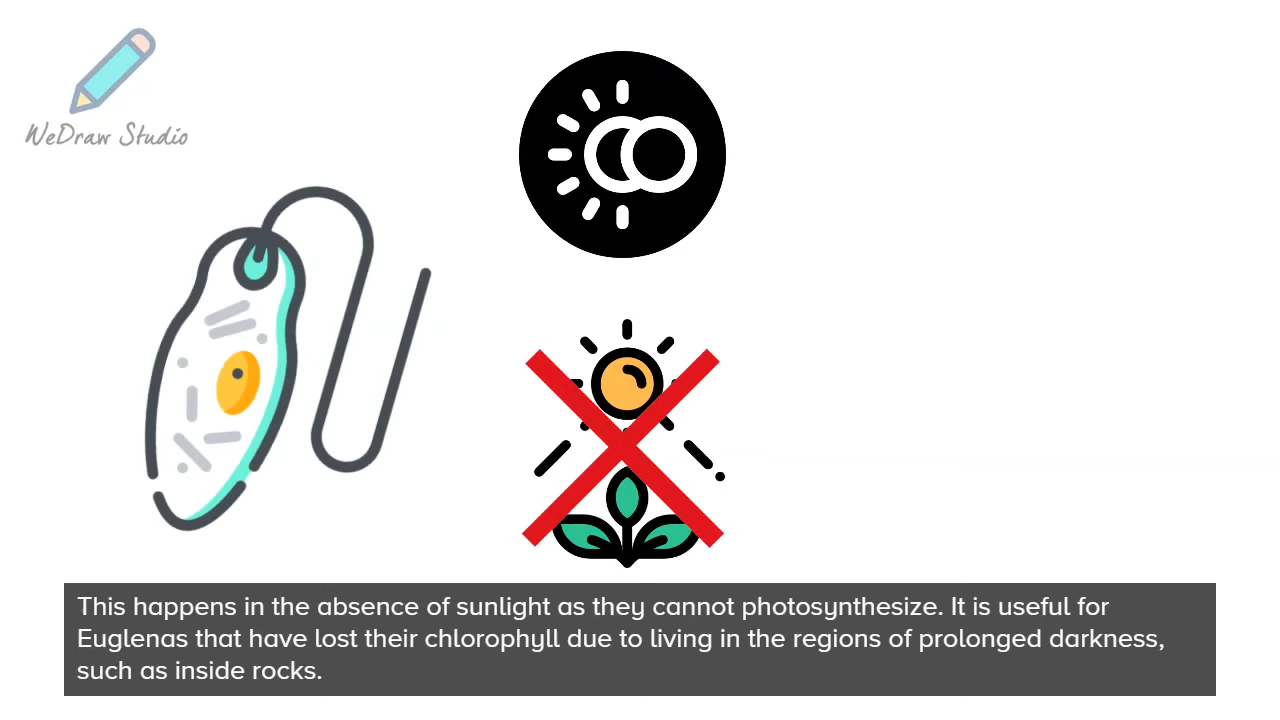 WeDraw Studio
This happens in the absence of sunlight as they cannot photosynthesize. It is useful for
Euglenas that have lost their chlorophyll due to living in the regions of prolonged darkness,
such as inside rocks.